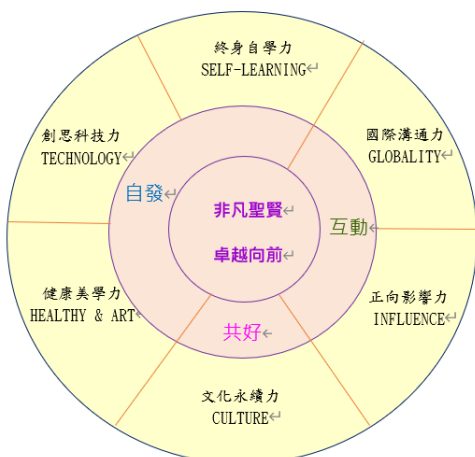 終身自學力
SELF-LEARNING
創思科技力
TECHNOLOGY
國際溝通力
GLOBALITY
自發
非凡聖賢
卓越向前
互動
健康美學力
HEALTHY & ART
正向影響力
INFLUENCE
共好
文化永續力
CULTURE